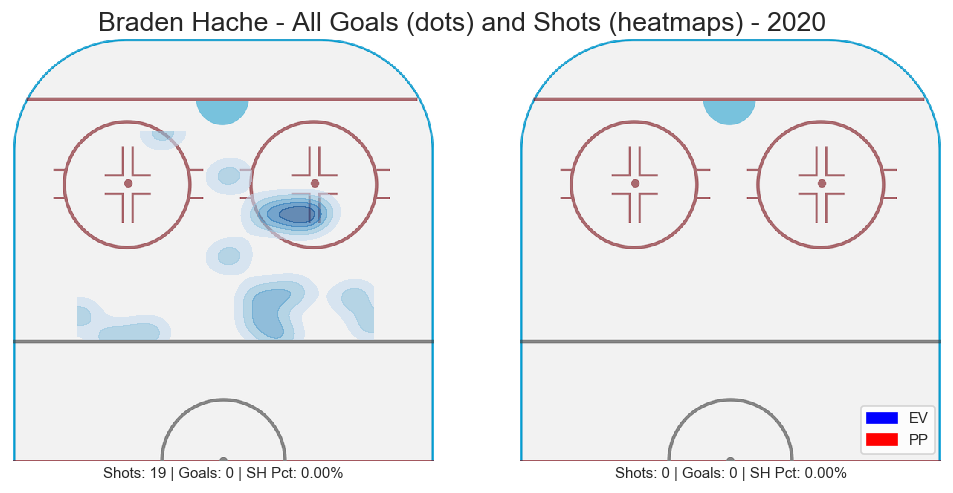 Braden Hache - All Goals (dots) and Shots (heatmaps) - 2020
EV
PP
Shots: 19 | Goals: 0 | SH Pct: 0.00%
Shots: 0 | Goals: 0 | SH Pct: 0.00%